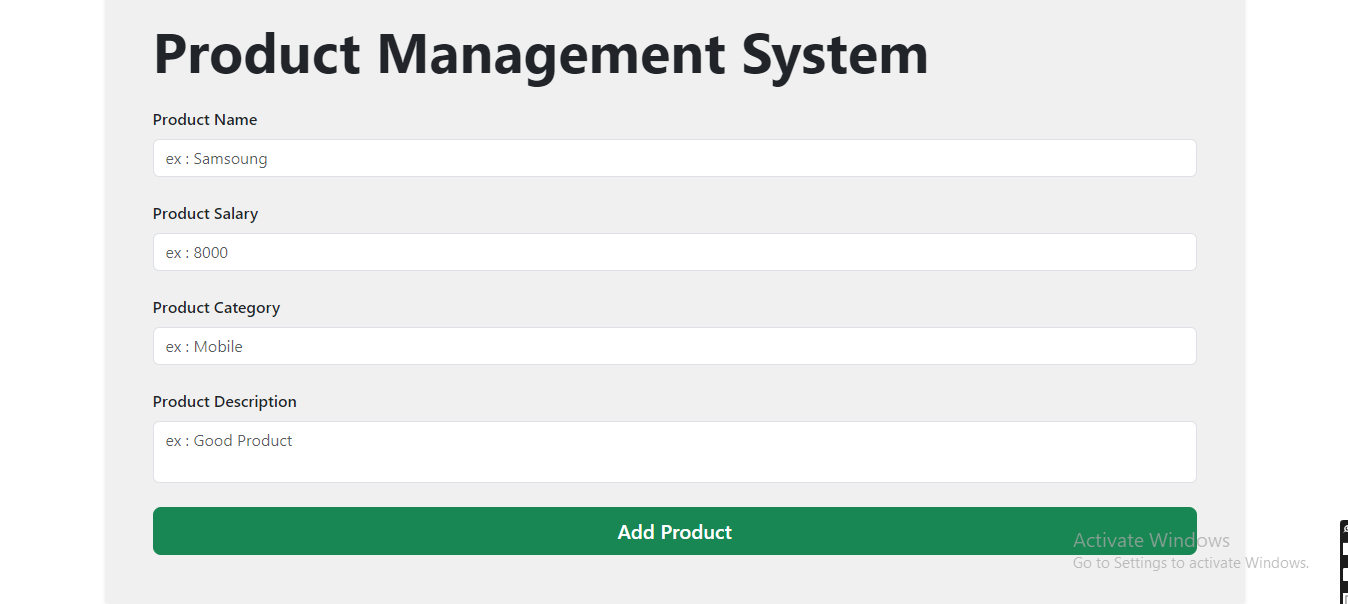 Product Management System
Product Name
ex : Samsoung
Product Salary
ex : 8000
Product Category
ex : Mobile
Product Description
ex : Good Product
Add Product
Activate Windows
Go to Settings to activate Windows.